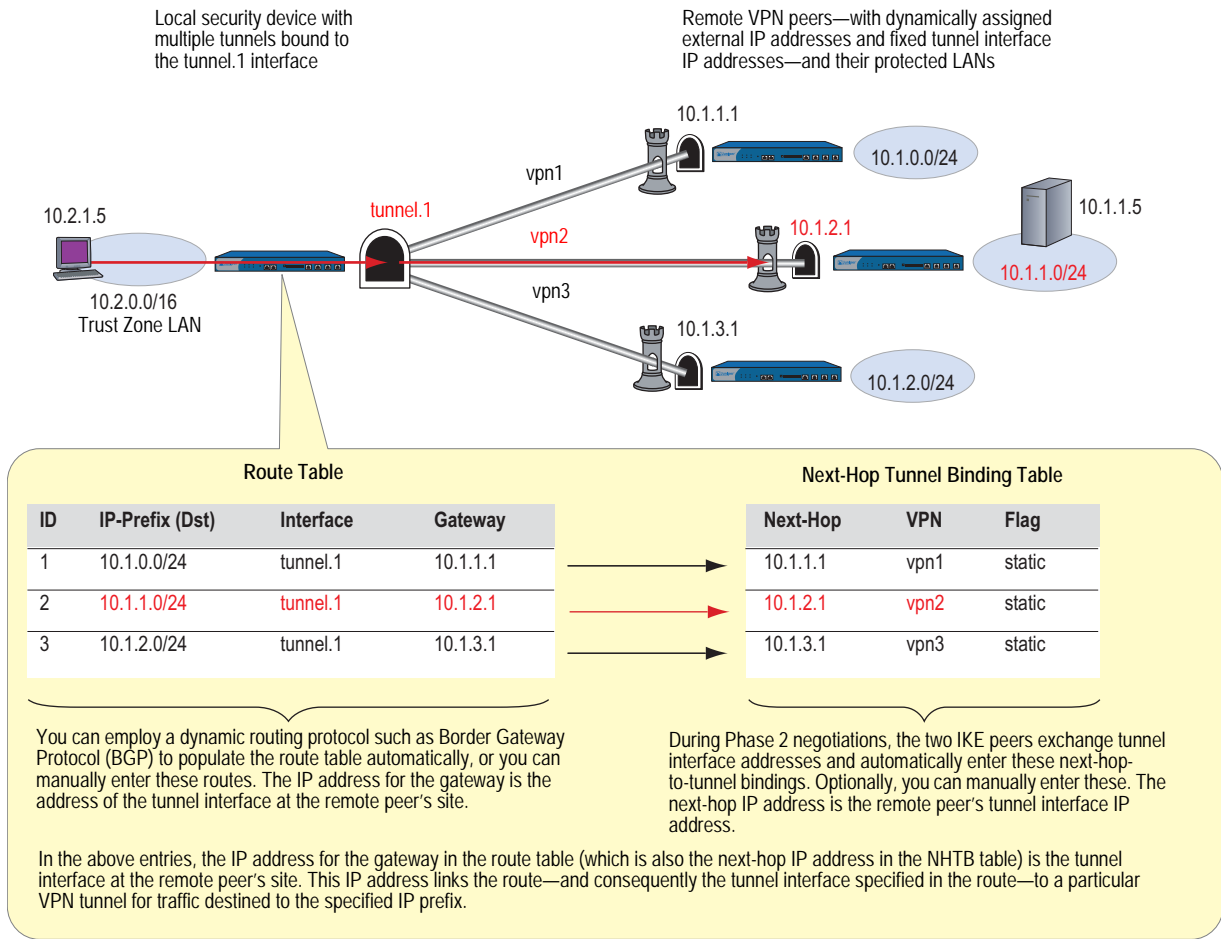 Local security device with
multiple tunnels bound to
the tunnel.1 interface
Remote VPN peers—with dynamically assigned
external IP addresses and fixed tunnel interface
IP addresses—and their protected LANs
10.1.1.1
10.1.0.0/24
vpn1
10.2.1.5
tunnel.1
vpn2
10.1.2.1
10.1.1.5
10.1.1.0/24
10.2.0.0/16
Trust Zone LAN
vpn3
10.1.3.1
10.1.2.0/24
Route Table
ID IP-Prefix (Dst) Interface Gateway
1 10.1.0.0/24 tunnel.1 10.1.1.1
2 10.1.1.0/24 tunnel.1 10.1.2.1
3 10.1.2.0/24 tunnel.1 10.1.3.1
Next-Hop Tunnel Binding Table
Next-Hop VPN Flag
10.1.1.1 vpn1 static
10.1.2.1 vpn2 static
10.1.3.1 vpn3 static
You can employ a dynamic routing protocol such as Border Gateway
Protocol (BGP) to populate the route table automatically, or you can
manually enter these routes. The IP address for the gateway is the
address of the tunnel interface at the remote peer's site.
During Phase 2 negotiations, the two IKE peers exchange tunnel
interface addresses and automatically enter these next-hop-
to-tunnel bindings. Optionally, you can manually enter these. The
next-hop IP address is the remote peer's tunnel interface IP
address.
In the above entries, the IP address for the gateway in the route table (which is also the next-hop IP address in the NHTB table) is the tunnel
interface at the remote peer's site. This IP address links the route—and consequently the tunnel interface specified in the route—to a particular
VPN tunnel for traffic destined to the specified IP prefix.